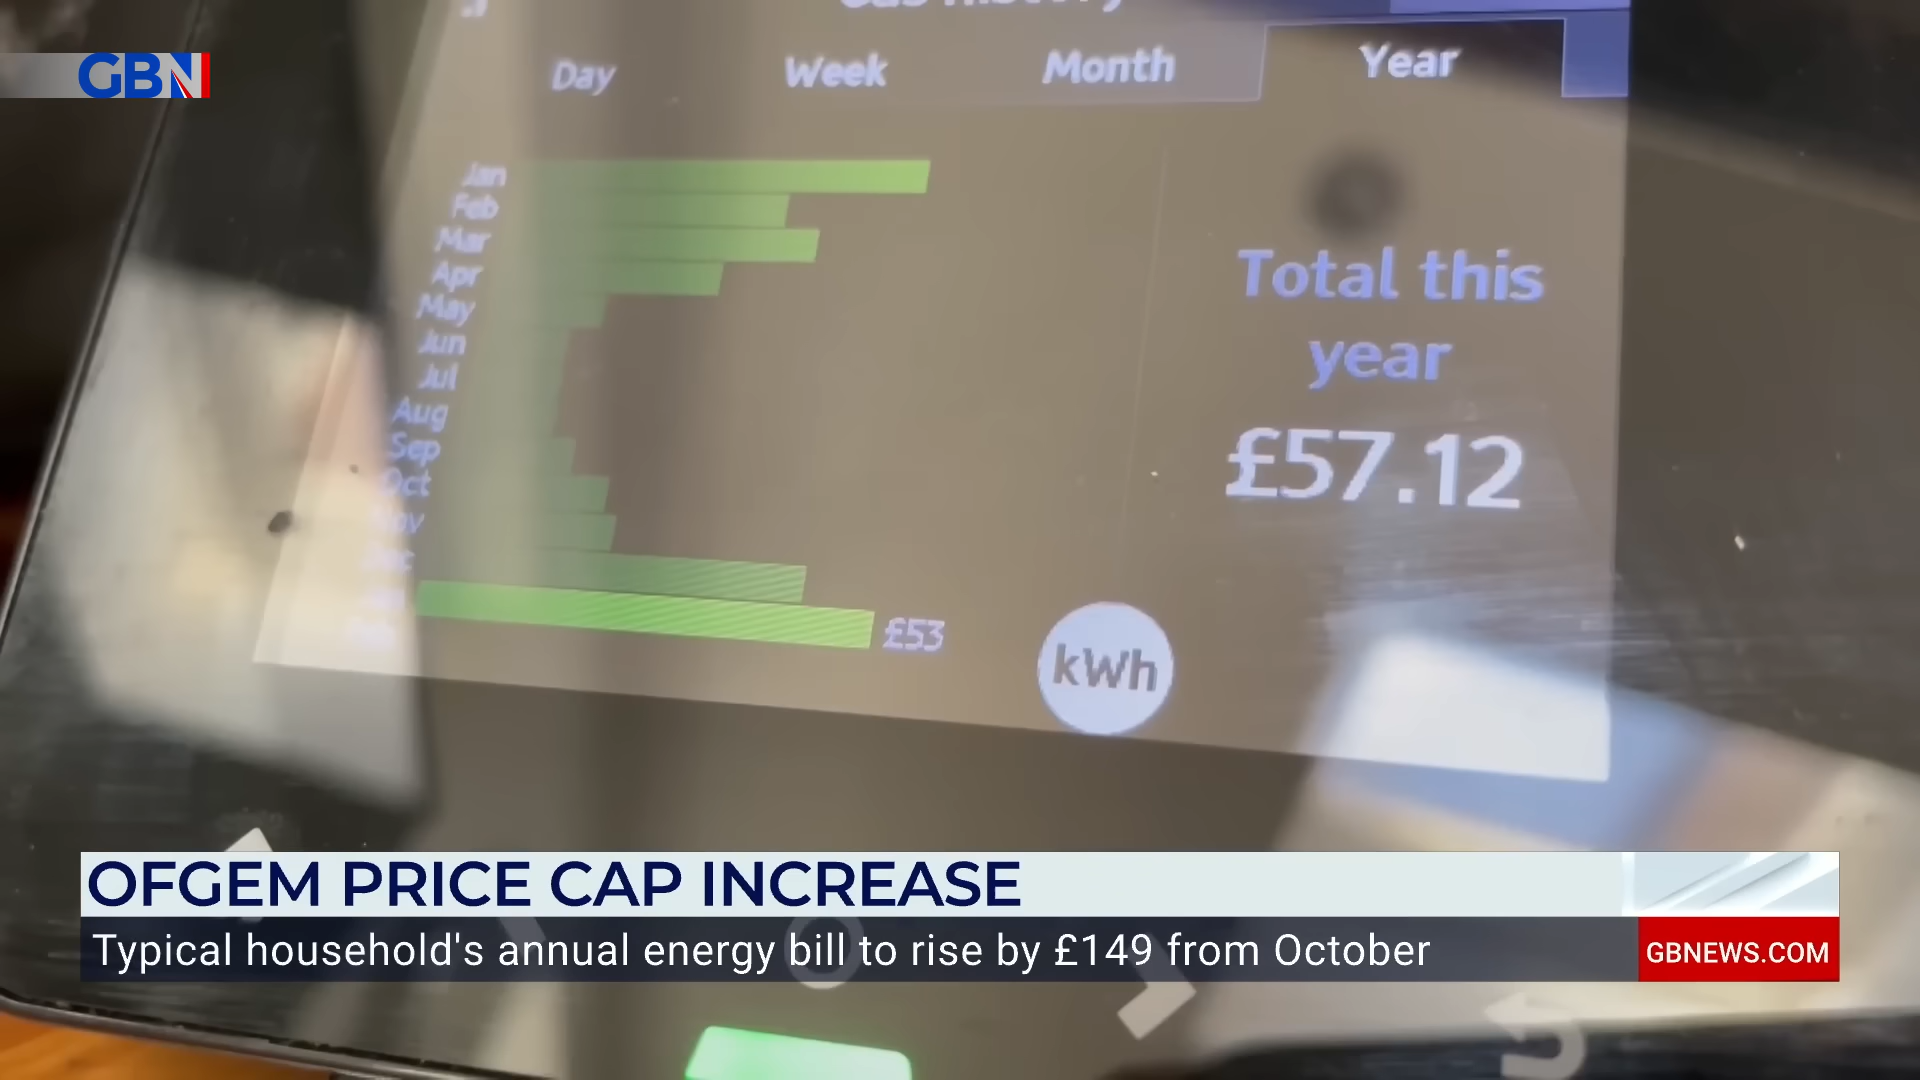 GBN
Day Week Month Year
Jan
Feb
Mar
Apr
May
Jun
Jul
Aug
Sep
Oct
£53
Total this
year
£57.12
kWh
OFGEM PRICE CAP INCREASE
Typical household's annual energy bill to rise by £149 from October
GBNEWS.COM